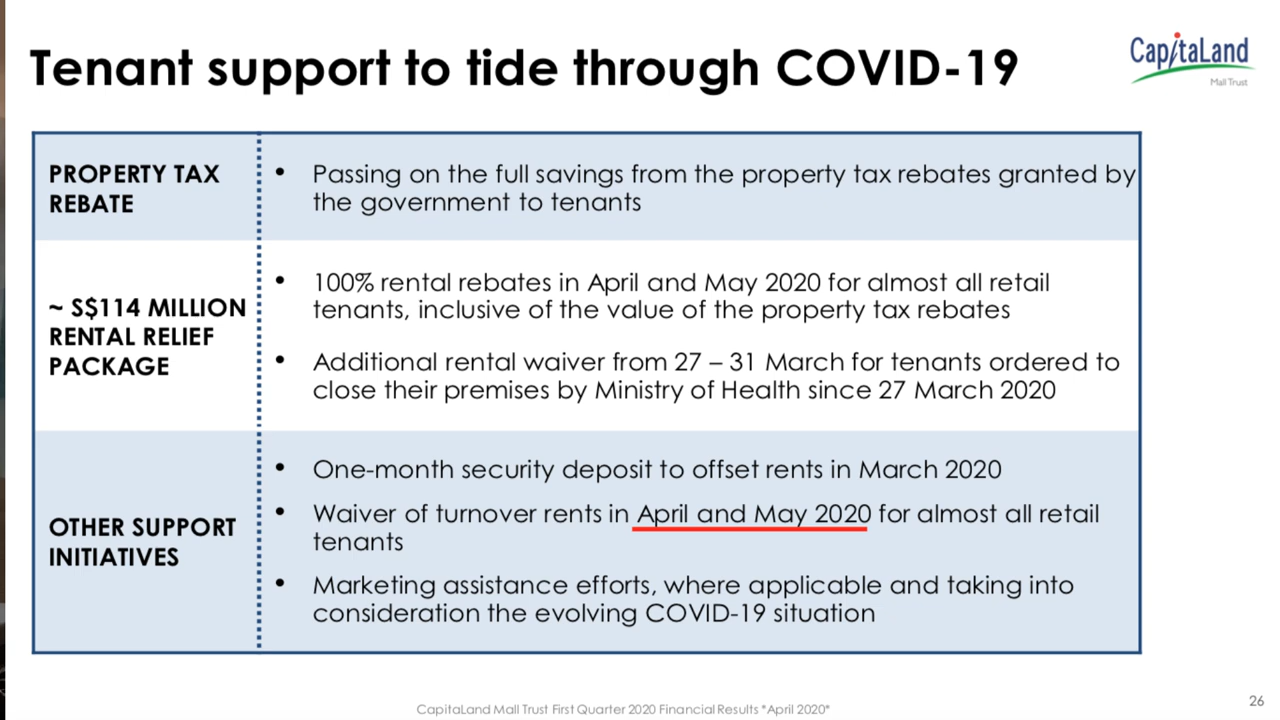 Tenant support to tide through COVID-19
CapitaLand
Mall Trust
PROPERTY TAX
REBATE
• Passing on the full savings from the property tax rebates granted by
the government to tenants
~ S$114 MILLION
RENTAL RELIEF
PACKAGE
• 100% rental rebates in April and May 2020 for almost all retail
tenants, inclusive of the value of the property tax rebates
• Additional rental waiver from 27 – 31 March for tenants ordered to
close their premises by Ministry of Health since 27 March 2020
OTHER SUPPORT
INITIATIVES
• One-month security deposit to offset rents in March 2020
• Waiver of turnover rents in April and May 2020 for almost all retail
tenants
• Marketing assistance efforts, where applicable and taking into
consideration the evolving COVID-19 situation
CapitaLand Mall Trust First Quarter 2020 Financial Results *April 2020*
26